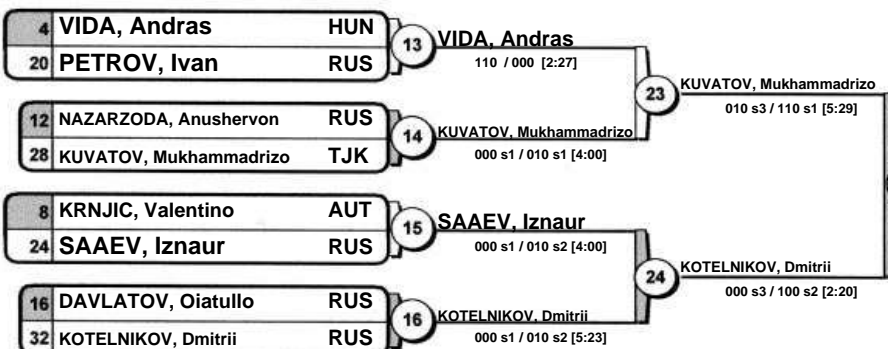 4 VIDA, Andras HUN
20 PETROV, Ivan RUS
13
VIDA, Andras
110 / 000 [2:27]
12 NAZARZODA, Anushervon RUS
28 KUVATOV, Mukhammadrizo TJK
14
KUVATOV, Mukhammadrizo
000 s1 / 010 s1 [4:00]
23
KUVATOV, Mukhammadrizo
010 s3 / 110 s1 [5:29]
8 KRNJIC, Valentino AUT
24 SAAEV, Iznaur RUS
15
SAAEV, Iznaur
000 s1 / 010 s2 [4:00]
16 DAVLATOV, Oiatullo RUS
32 KOTELNIKOV, Dmitrii RUS
16
KOTELNIKOV, Dmitrii
000 s1 / 010 s2 [5:23]
24
KOTELNIKOV, Dmitrii
000 s3 / 100 s2 [2:20]